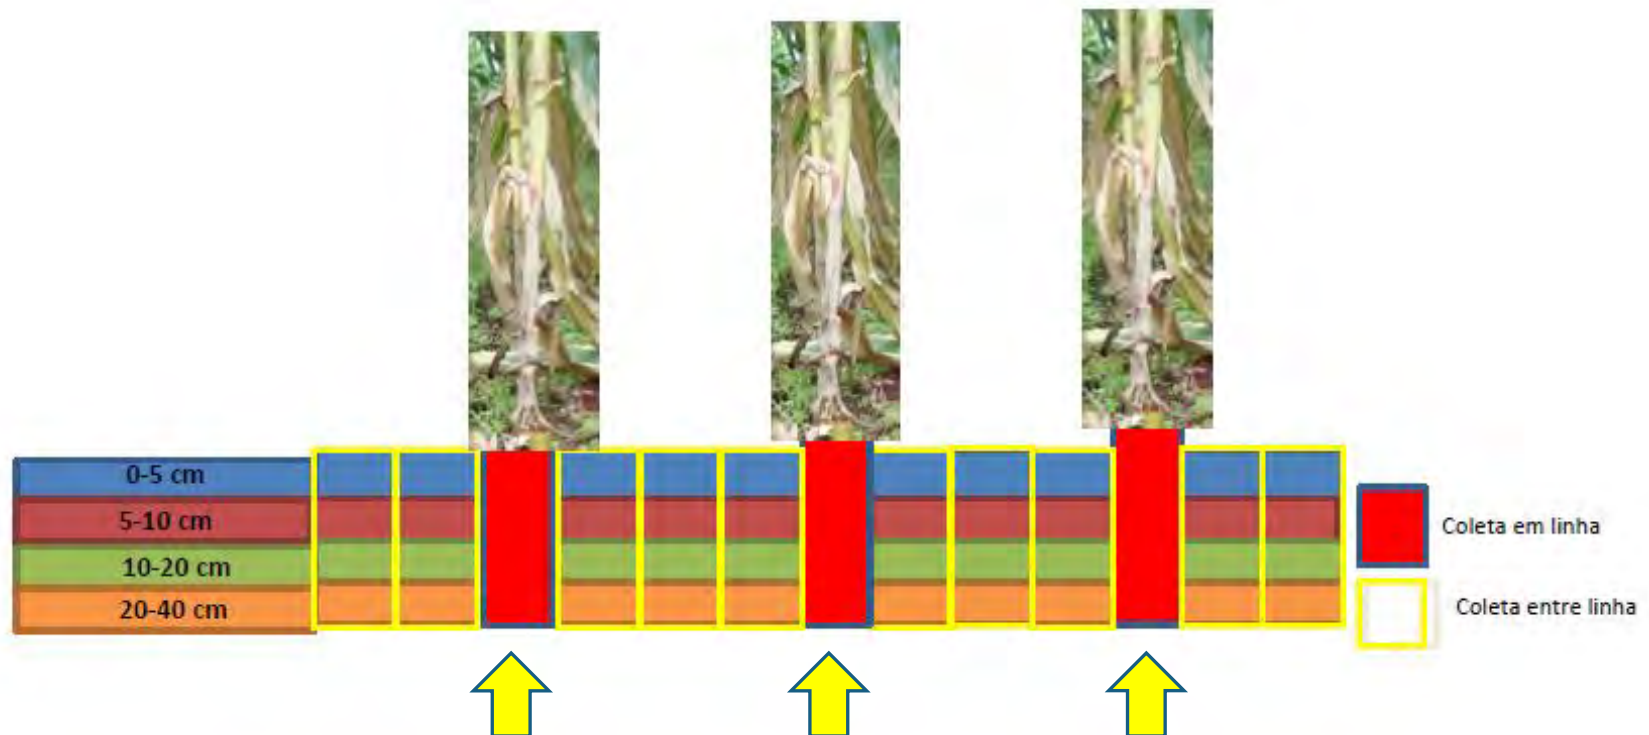 0-5 cm
5-10 cm
10-20 cm
20-40 cm
Coleta em linha
Coleta entre linha